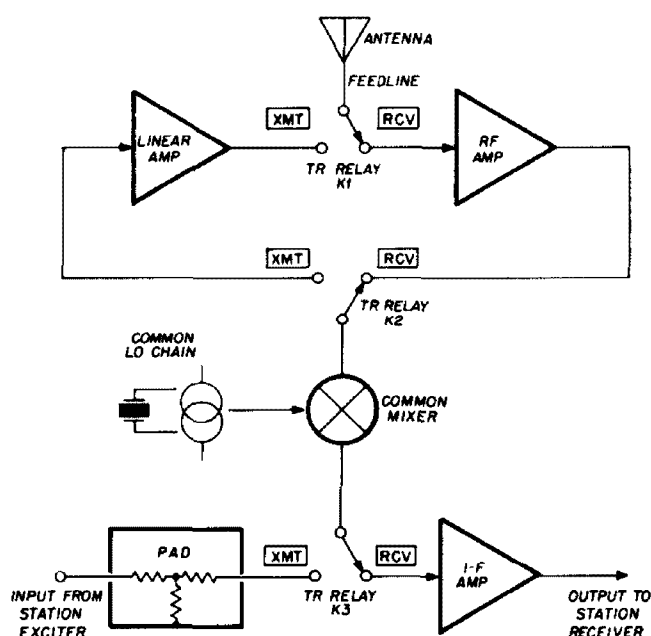 ANTENNA
FEEDLINE
XMT
RCV
LINEAR
AMP
RF
AMP
TR RELAY
K1
XMT
RCV
TR RELAY
K2
COMMON
LO CHAIN
COMMON
MIXER
PAD
XMT
RCV
I-F
AMP
INPUT FROM
STATION
EXCITER
TR RELAY
K3
OUTPUT TO
STATION
RECEIVER